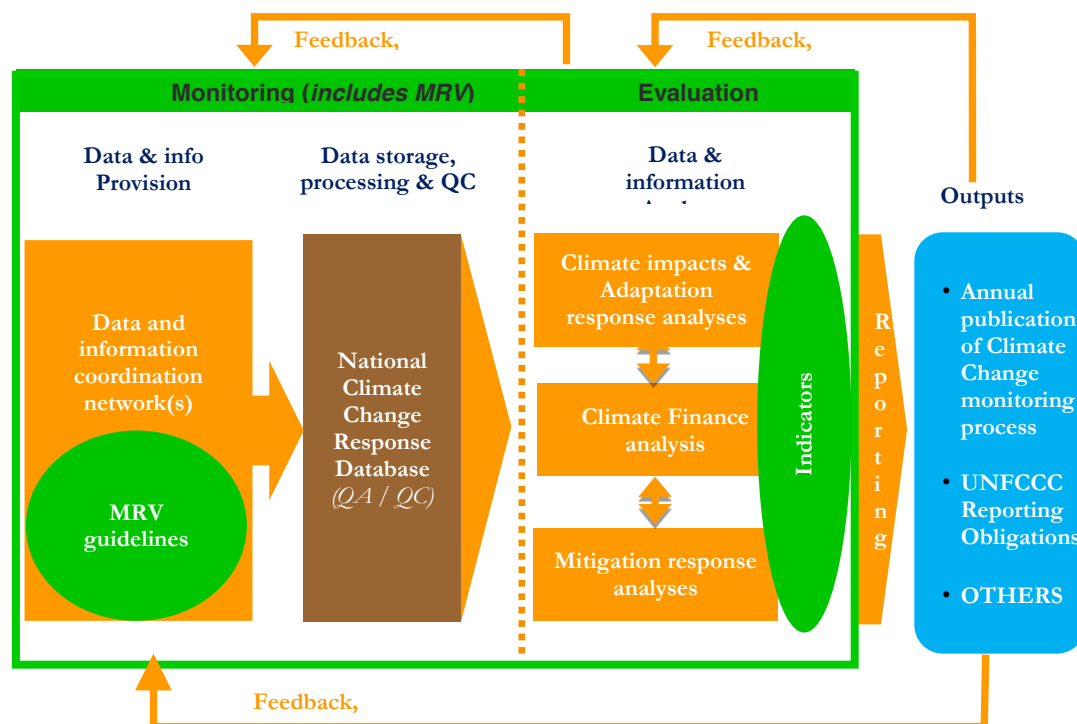 Feedback,
Feedback,
Monitoring (includes MRV)
Evaluation
Data & info
Provision
Data storage,
processing & QC
Data &
information
Outputs
Data and
information
coordination
network(s)
MRV
guidelines
National
Climate
Change
Response
Database
(QA / QC)
Climate impacts &
Adaptation
response analyses
Climate Finance
analysis
Mitigation response
analyses
Indicators
Reporting
• Annual
publication
of Climate
Change
monitoring
process
• UNFCCC
Reporting
Obligations
• OTHERS
Feedback,